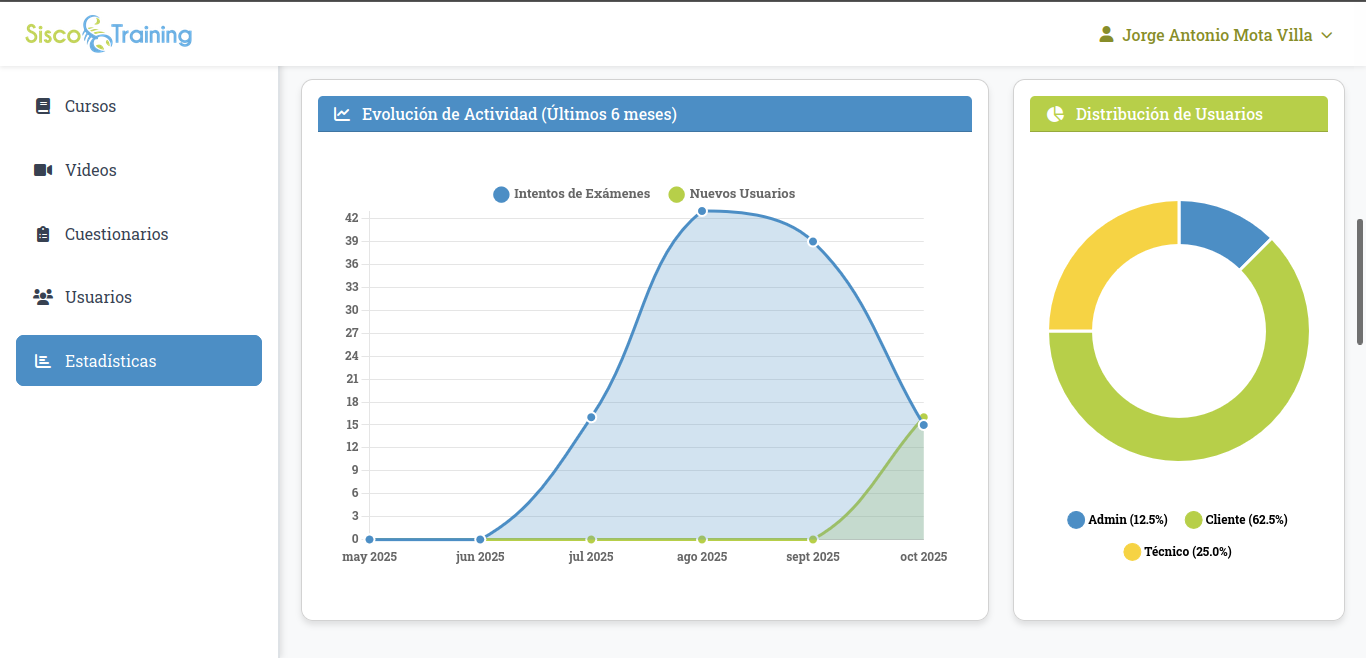 Sisco Training
Jorge Antonio Mota Villa
Cursos
Videos
Cuestionarios
Usuarios
Estadísticas
Evolución de Actividad (Últimos 6 meses)
Intentos de Exámenes Nuevos Usuarios
42
39
36
33
30
27
24
21
18
15
12
9
6
3
0
may 2025 jun 2025 jul 2025 ago 2025 sept 2025 oct 2025
Distribución de Usuarios
Admin (12.5%) Cliente (62.5%)
Técnico (25.0%)